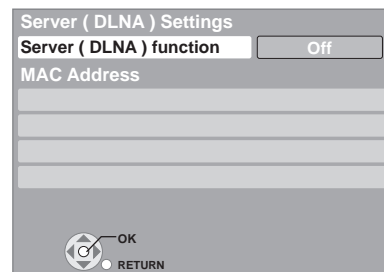 Server ( DLNA ) Settings
Server ( DLNA ) function Off
MAC Address
OK
RETURN